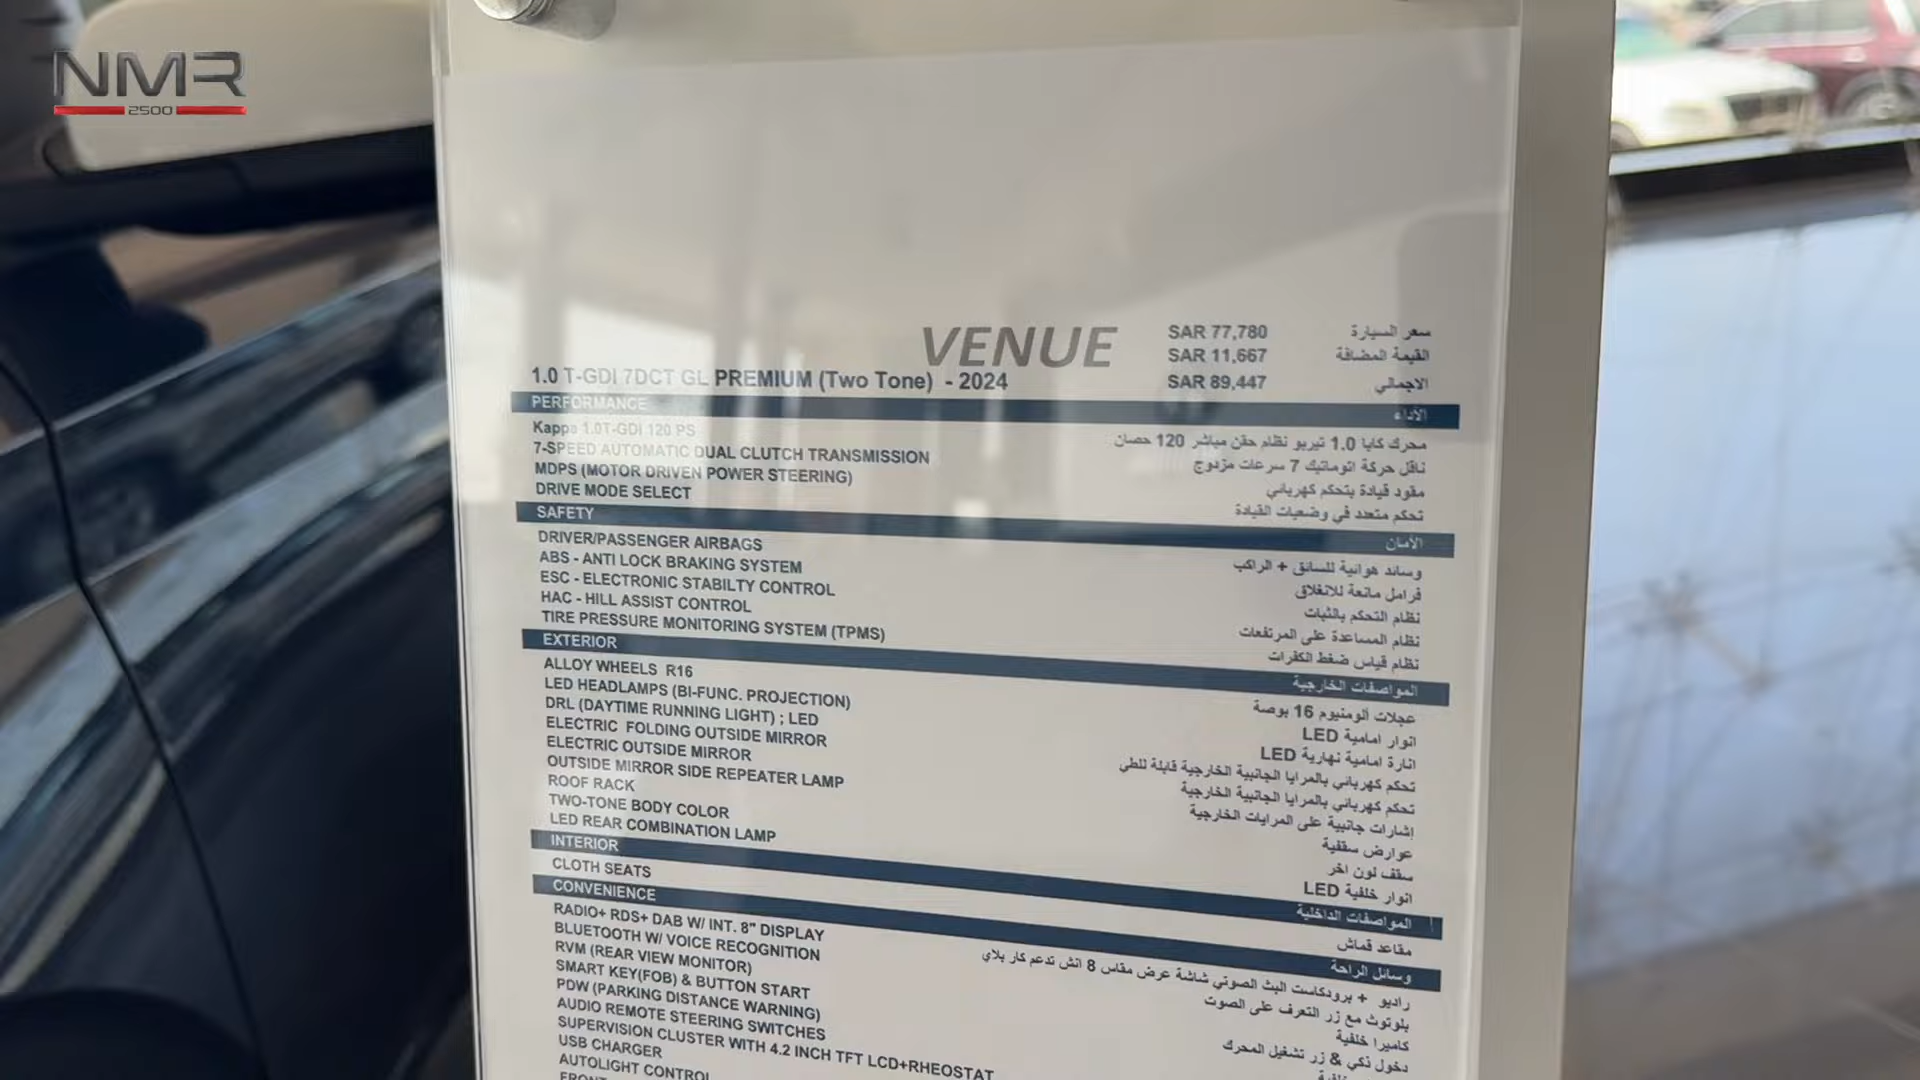 NMR
2500
VENUE
SAR 77,780 سعر السيارة
SAR 11,667 القيمة المضافة
1.0 T-GDI 7DCT GL PREMIUM (Two Tone) - 2024
SAR 89,447 الاجمالي
PERFORMANCE الأداء
Kappa 1.0T-GDI 120 PS محرك كابا 1.0 تيربو نظام حقن مباشر 120 حصان
7-SPEED AUTOMATIC DUAL CLUTCH TRANSMISSION ناقل حركة اتوماتيك 7 سرعات مزدوج
MDPS (MOTOR DRIVEN POWER STEERING) مقود قيادة بتحكم كهربائي
DRIVE MODE SELECT تحكم متعدد في وضعيات القيادة
SAFETY الأمان
DRIVER/PASSENGER AIRBAGS وسائد هوائية للسائق + الراكب
ABS - ANTI LOCK BRAKING SYSTEM فرامل مانعة للانغلاق
ESC - ELECTRONIC STABILTY CONTROL نظام التحكم بالثبات
HAC - HILL ASSIST CONTROL نظام المساعدة على المرتفعات
TIRE PRESSURE MONITORING SYSTEM (TPMS) نظام قياس ضغط الكفرات
EXTERIOR المواصفات الخارجية
ALLOY WHEELS R16 عجلات ألومنيوم 16 بوصة
LED HEADLAMPS (BI-FUNC. PROJECTION) انوار امامية LED
DRL (DAYTIME RUNNING LIGHT) ; LED انارة امامية نهارية LED
ELECTRIC FOLDING OUTSIDE MIRROR تحكم كهربائي بالمرايا الجانبية الخارجية قابلة للطي
ELECTRIC OUTSIDE MIRROR تحكم كهربائي بالمرايا الجانبية الخارجية
OUTSIDE MIRROR SIDE REPEATER LAMP إشارات جانبية على المرايات الخارجية
ROOF RACK عوارض سقفية
TWO-TONE BODY COLOR سقف لون اخر
LED REAR COMBINATION LAMP انوار خلفية LED
INTERIOR المواصفات الداخلية
CLOTH SEATS مقاعد قماش
CONVENIENCE وسائل الراحة
RADIO+ RDS+ DAB W/ INT. 8" DISPLAY راديو + برودكاست البث الصوتي شاشة عرض مقاس 8 انش تدعم كار بلاي
BLUETOOTH W/ VOICE RECOGNITION بلوتوث مع زر التعرف على الصوت
RVM (REAR VIEW MONITOR) كاميرا خلفية
SMART KEY(FOB) & BUTTON START دخول ذكي & زر تشغيل المحرك
PDW (PARKING DISTANCE WARNING)
AUDIO REMOTE STEERING SWITCHES
SUPERVISION CLUSTER WITH 4.2 INCH TFT LCD+RHEOSTAT
USB CHARGER
AUTOLIGHT CONTROL